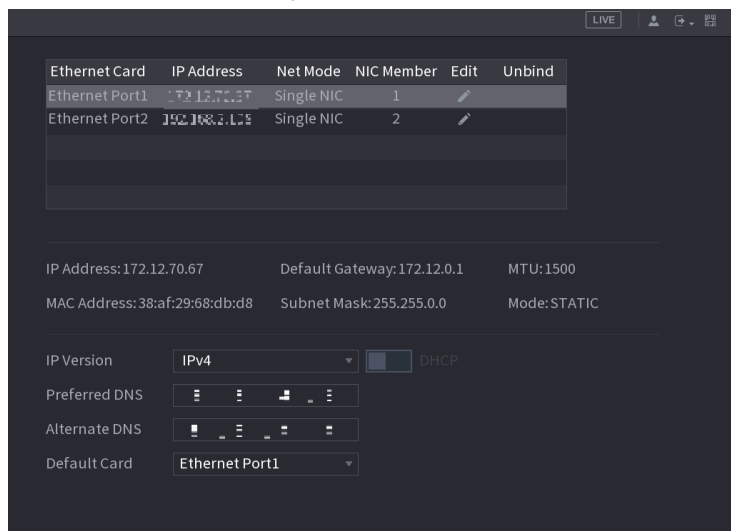 LIVE
Ethernet Card IP Address Net Mode NIC Member Edit Unbind
Ethernet Port1 Single NIC 1
Ethernet Port2 Single NIC 2
IP Address:172.12.70.67 Default Gateway:172.12.0.1 MTU:1500
MAC Address:38:af:29:68:db:d8 Subnet Mask:255.255.0.0 Mode:STATIC
IP Version IPv4 DHCP
Preferred DNS
Alternate DNS
Default Card Ethernet Port1